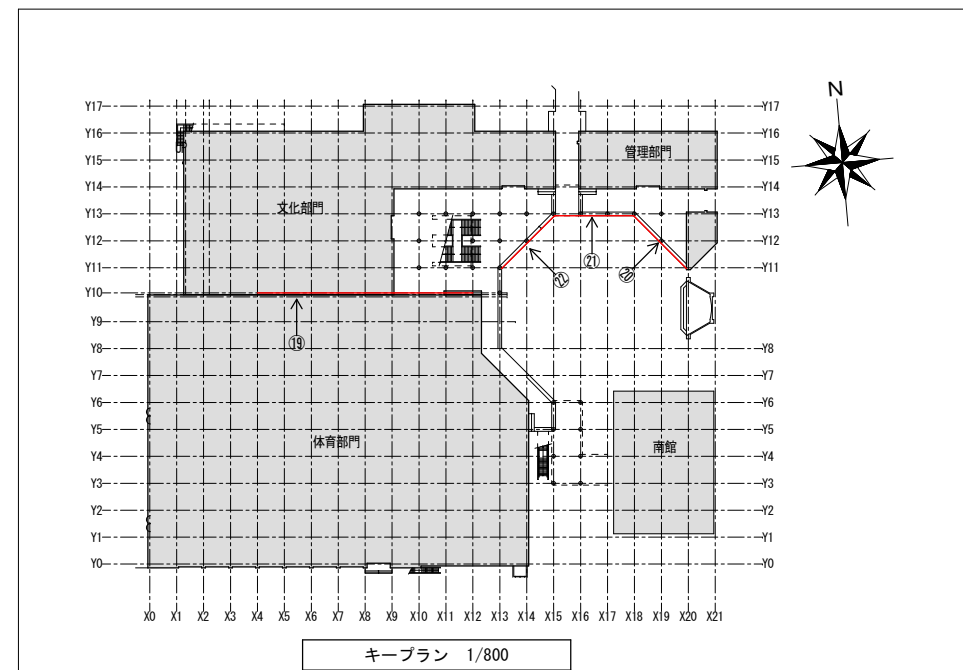 N
Y17 Y17
Y16 Y16
管理部門
Y15 Y15
Y14 Y14
文化部門
Y13 Y13
Y12 Y12
Y11 Y11
㉒ ㉑ ⑳
Y10
Y9
⑲
Y8 Y8
Y7 Y7
Y6 Y6
Y5 Y5
体育部門 南館
Y4 Y4
Y3 Y3
Y2 Y2
Y1 Y1
Y0 Y0
X0 X1 X2 X3 X4 X5 X6 X7 X8 X9 X10 X11 X12 X13 X14 X15 X16 X17 X18 X19 X20 X21
キープラン 1/800